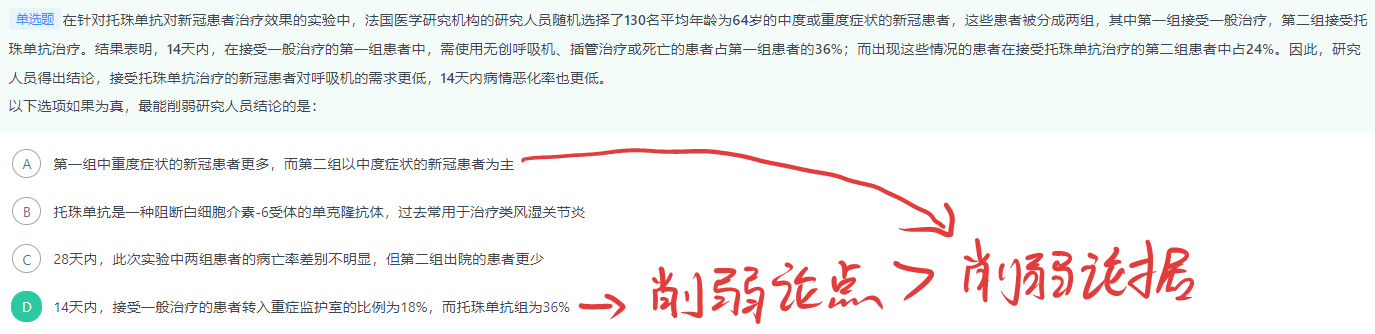 单选题 在针对托珠单抗对新冠患者治疗效果的实验中，法国医学研究机构的研究人员随机选择了130名平均年龄为64岁的中度或重度症状的新冠患者，这些患者被分成两组，其中第一组接受一般治疗，第二组接受托
珠单抗治疗。结果表明，14天内，在接受一般治疗的第一组患者中，需使用无创呼吸机、插管治疗或死亡的患者占第一组患者的36%；而出现这些情况的患者在接受托珠单抗治疗的第二组患者中占24%。因此，研究
人员得出结论，接受托珠单抗治疗的新冠患者对呼吸机的需求更低，14天内病情恶化率也更低。
以下选项如果为真，最能削弱研究人员结论的是：
A 第一组中重度症状的新冠患者更多，而第二组以中度症状的新冠患者为主
B 托珠单抗是一种阻断白细胞介素-6受体的单克隆抗体，过去常用于治疗类风湿关节炎
C 28天内，此次实验中两组患者的病亡率差别不明显，但第二组出院的患者更少
D 14天内，接受一般治疗的患者转入重症监护室的比例为18%，而托珠单抗组为36%
削弱论点 > 削弱论据